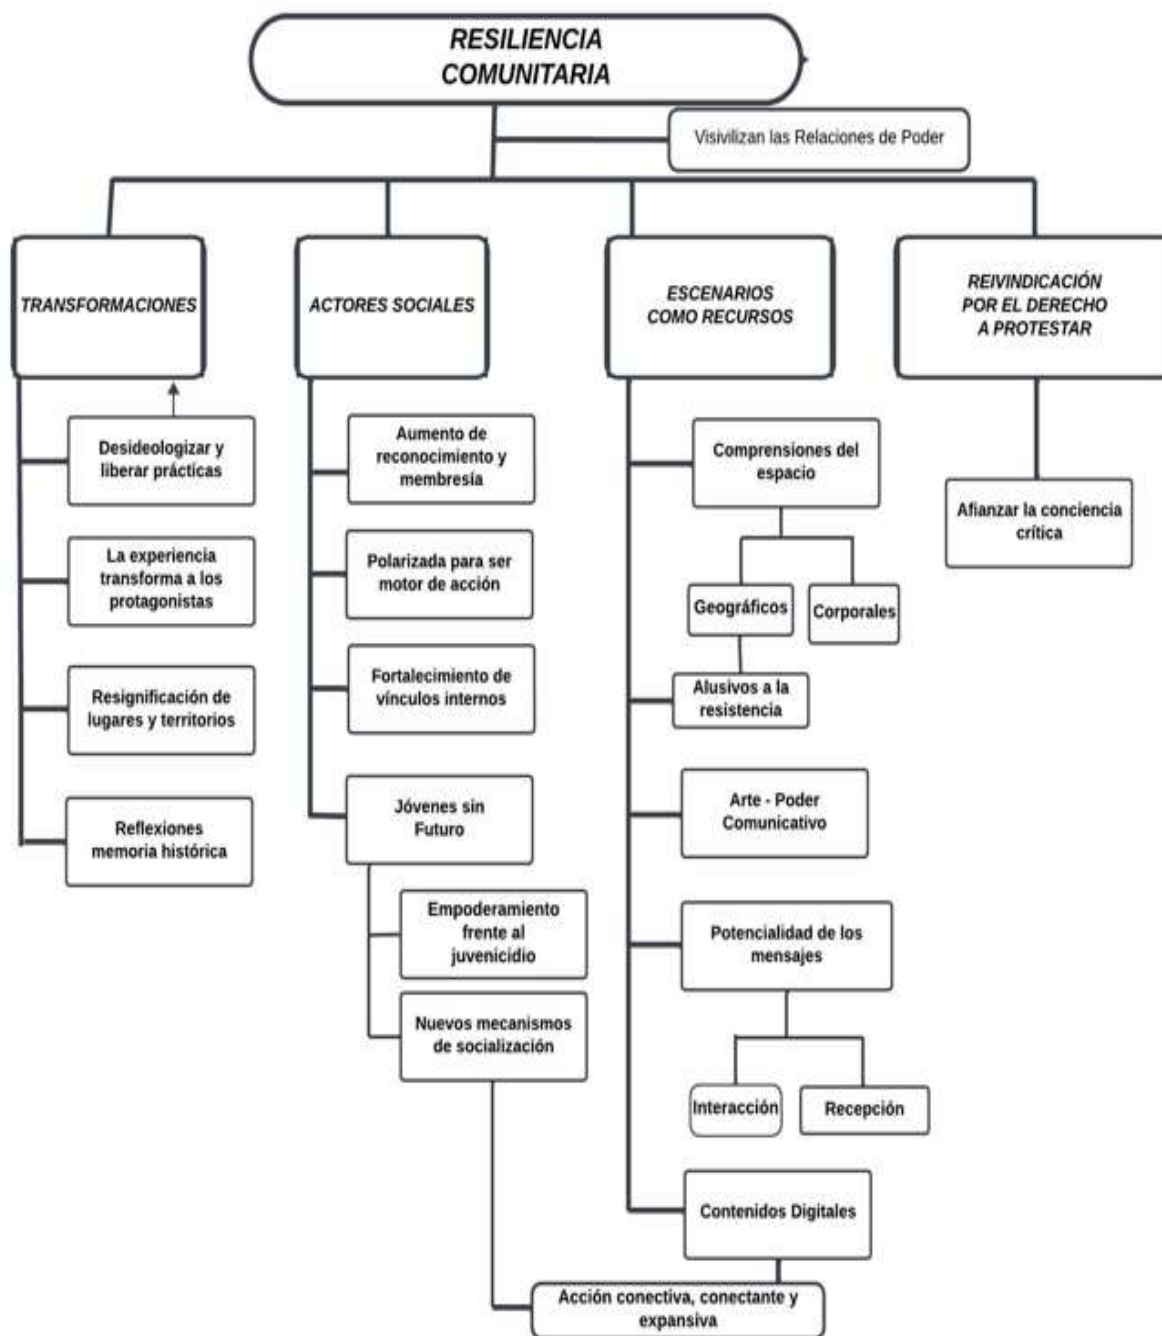 RESILIENCIA
COMUNITARIA
Visivilizan las Relaciones de Poder
TRANSFORMACIONES
Desideologizar y
liberar prácticas
La experiencia
transforma a los
protagonistas
Resignificación de
lugares y territorios
Reflexiones
memoria histórica
ACTORES SOCIALES
Aumento de
reconocimiento y
membresía
Polarizada para ser
motor de acción
Fortalecimiento de
vínculos internos
Jóvenes sin
Futuro
Empoderamiento
frente al
juvenicidio
Nuevos mecanismos
de socialización
ESCENARIOS
COMO RECURSOS
Comprensiones del
espacio
Geográficos
Corporales
Alusivos a la
resistencia
Arte - Poder
Comunicativo
Potencialidad de los
mensajes
Interacción
Recepción
Contenidos Digitales
Acción conectiva, conectante y
expansiva
REIVINDICACIÓN
POR EL DERECHO
A PROTESTAR
Afianzar la conciencia
crítica